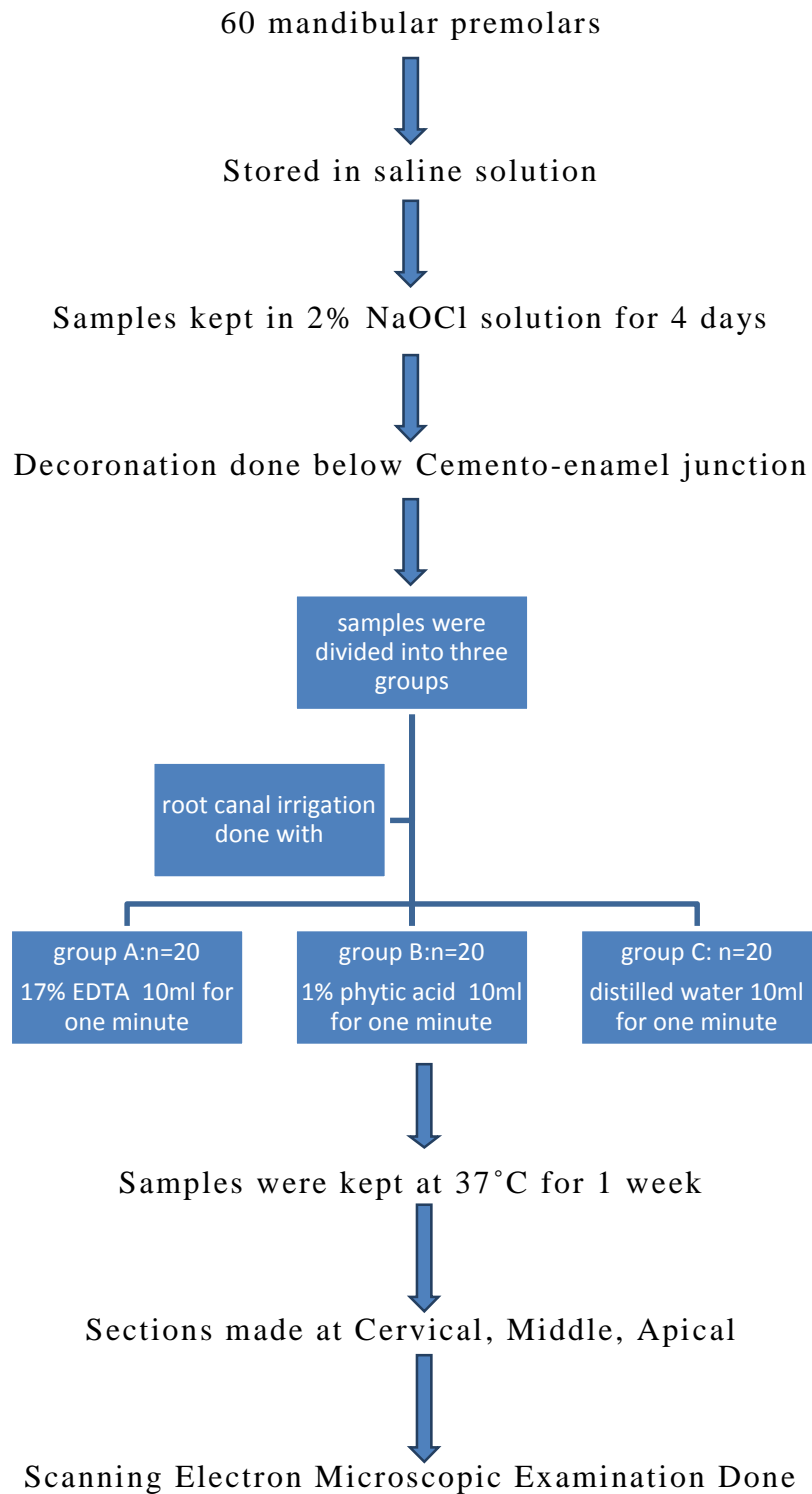 60 mandibular premolars
Stored in saline solution
Samples kept in 2% NaOCl solution for 4 days
Decoronation done below Cemento-enamel junction
samples were
divided into three
groups
root canal irrigation
done with
group A:n=20
17% EDTA 10ml for
one minute
group B:n=20
1% phytic acid 10ml
for one minute
group C: n=20
distilled water 10ml
for one minute
Samples were kept at 37˚C for 1 week
Sections made at Cervical, Middle, Apical
Scanning Electron Microscopic Examination Done